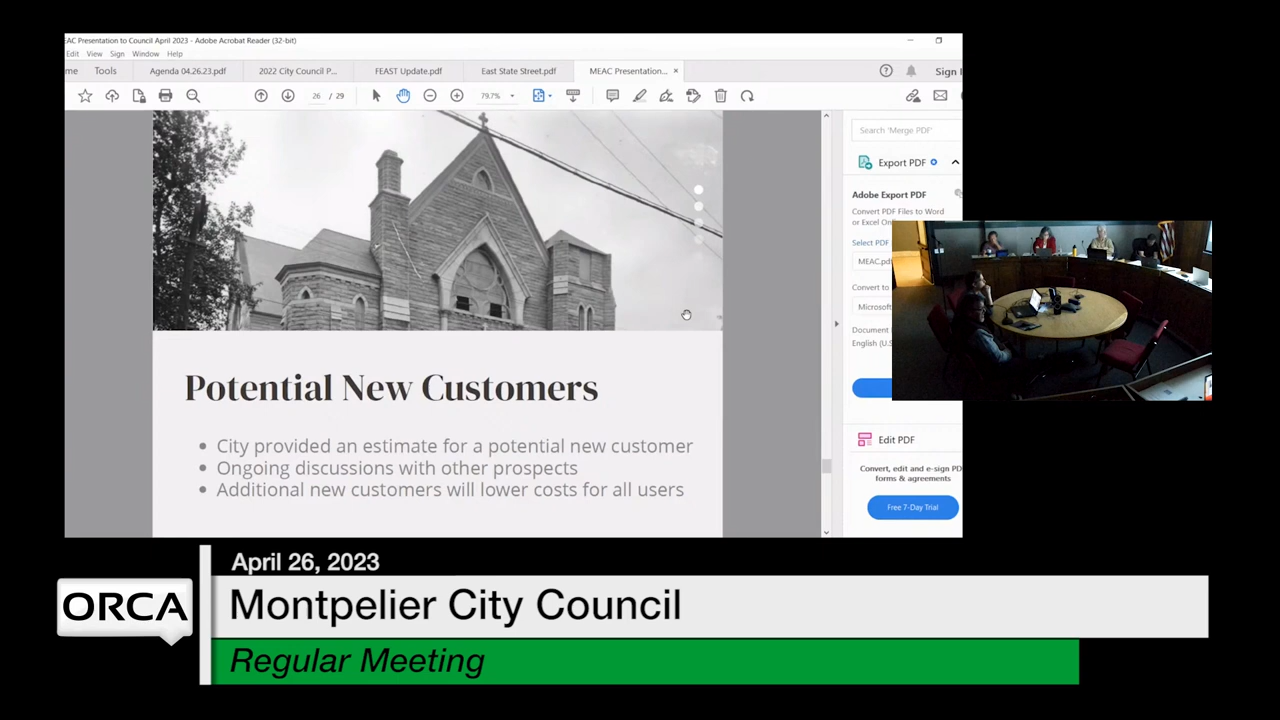 EAC Presentation to Council April 2023 - Adobe Acrobat Reader (32-bit)
Edit View Sign Window Help
me Tools Agenda 04.26.23.pdf 2022 City Council P... FEAST Update.pdf East State Street.pdf MEAC Presentation... × Sign I
26 / 29 79.7%
Search 'Merge PDF'
Export PDF
Adobe Export PDF
Convert PDF Files to Word
or Excel On
Select PDF
MEAC.pd
Convert to
Microsof
Document
English (U.S
Edit PDF
Convert, edit and e-sign PD
forms & agreements
Free 7-Day Trial
Potential New Customers
• City provided an estimate for a potential new customer
• Ongoing discussions with other prospects
• Additional new customers will lower costs for all users
April 26, 2023
ORCA
Montpelier City Council
Regular Meeting